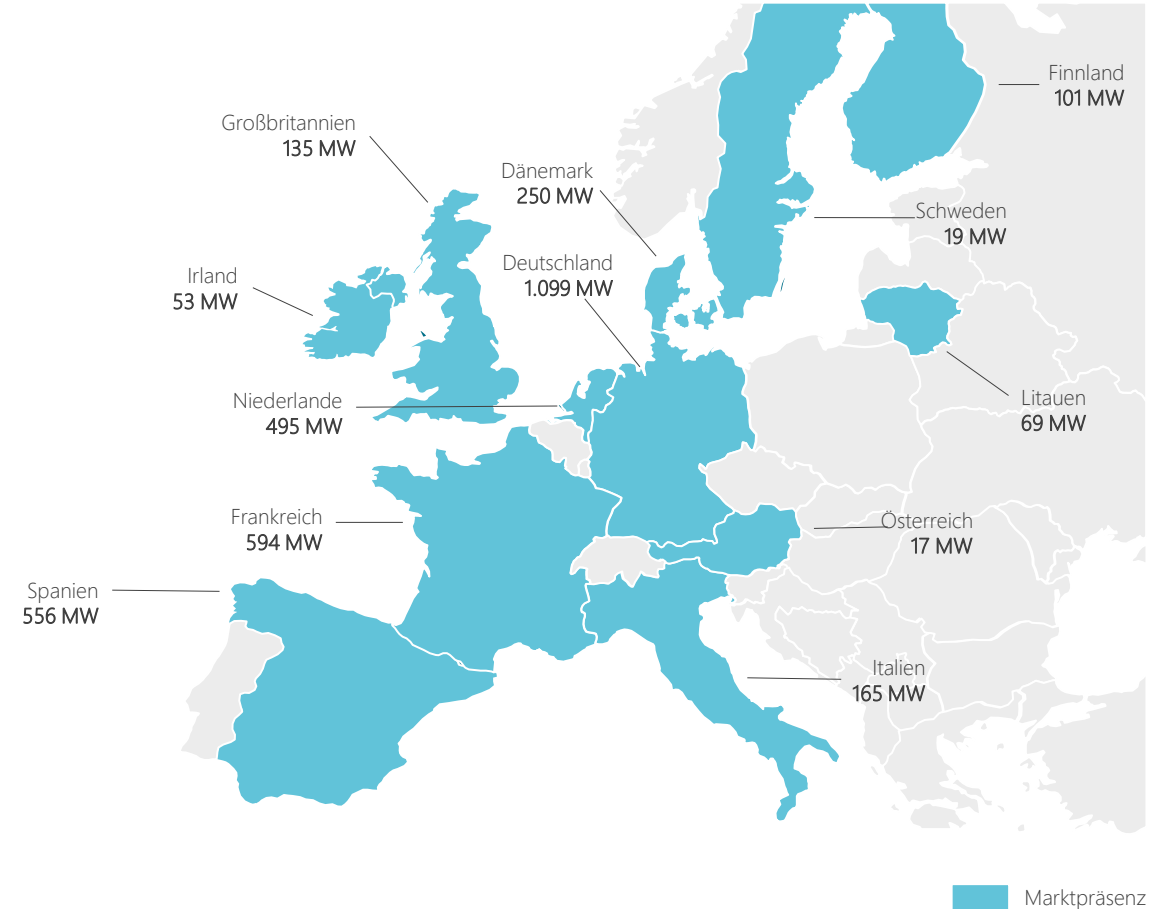 Finnland
101 MW
Großbritannien
135 MW
Dänemark
250 MW
Schweden
19 MW
Deutschland
1.099 MW
Irland
53 MW
Niederlande
495 MW
Litauen
69 MW
Frankreich
594 MW
Österreich
17 MW
Spanien
556 MW
Italien
165 MW
Marktpräsenz